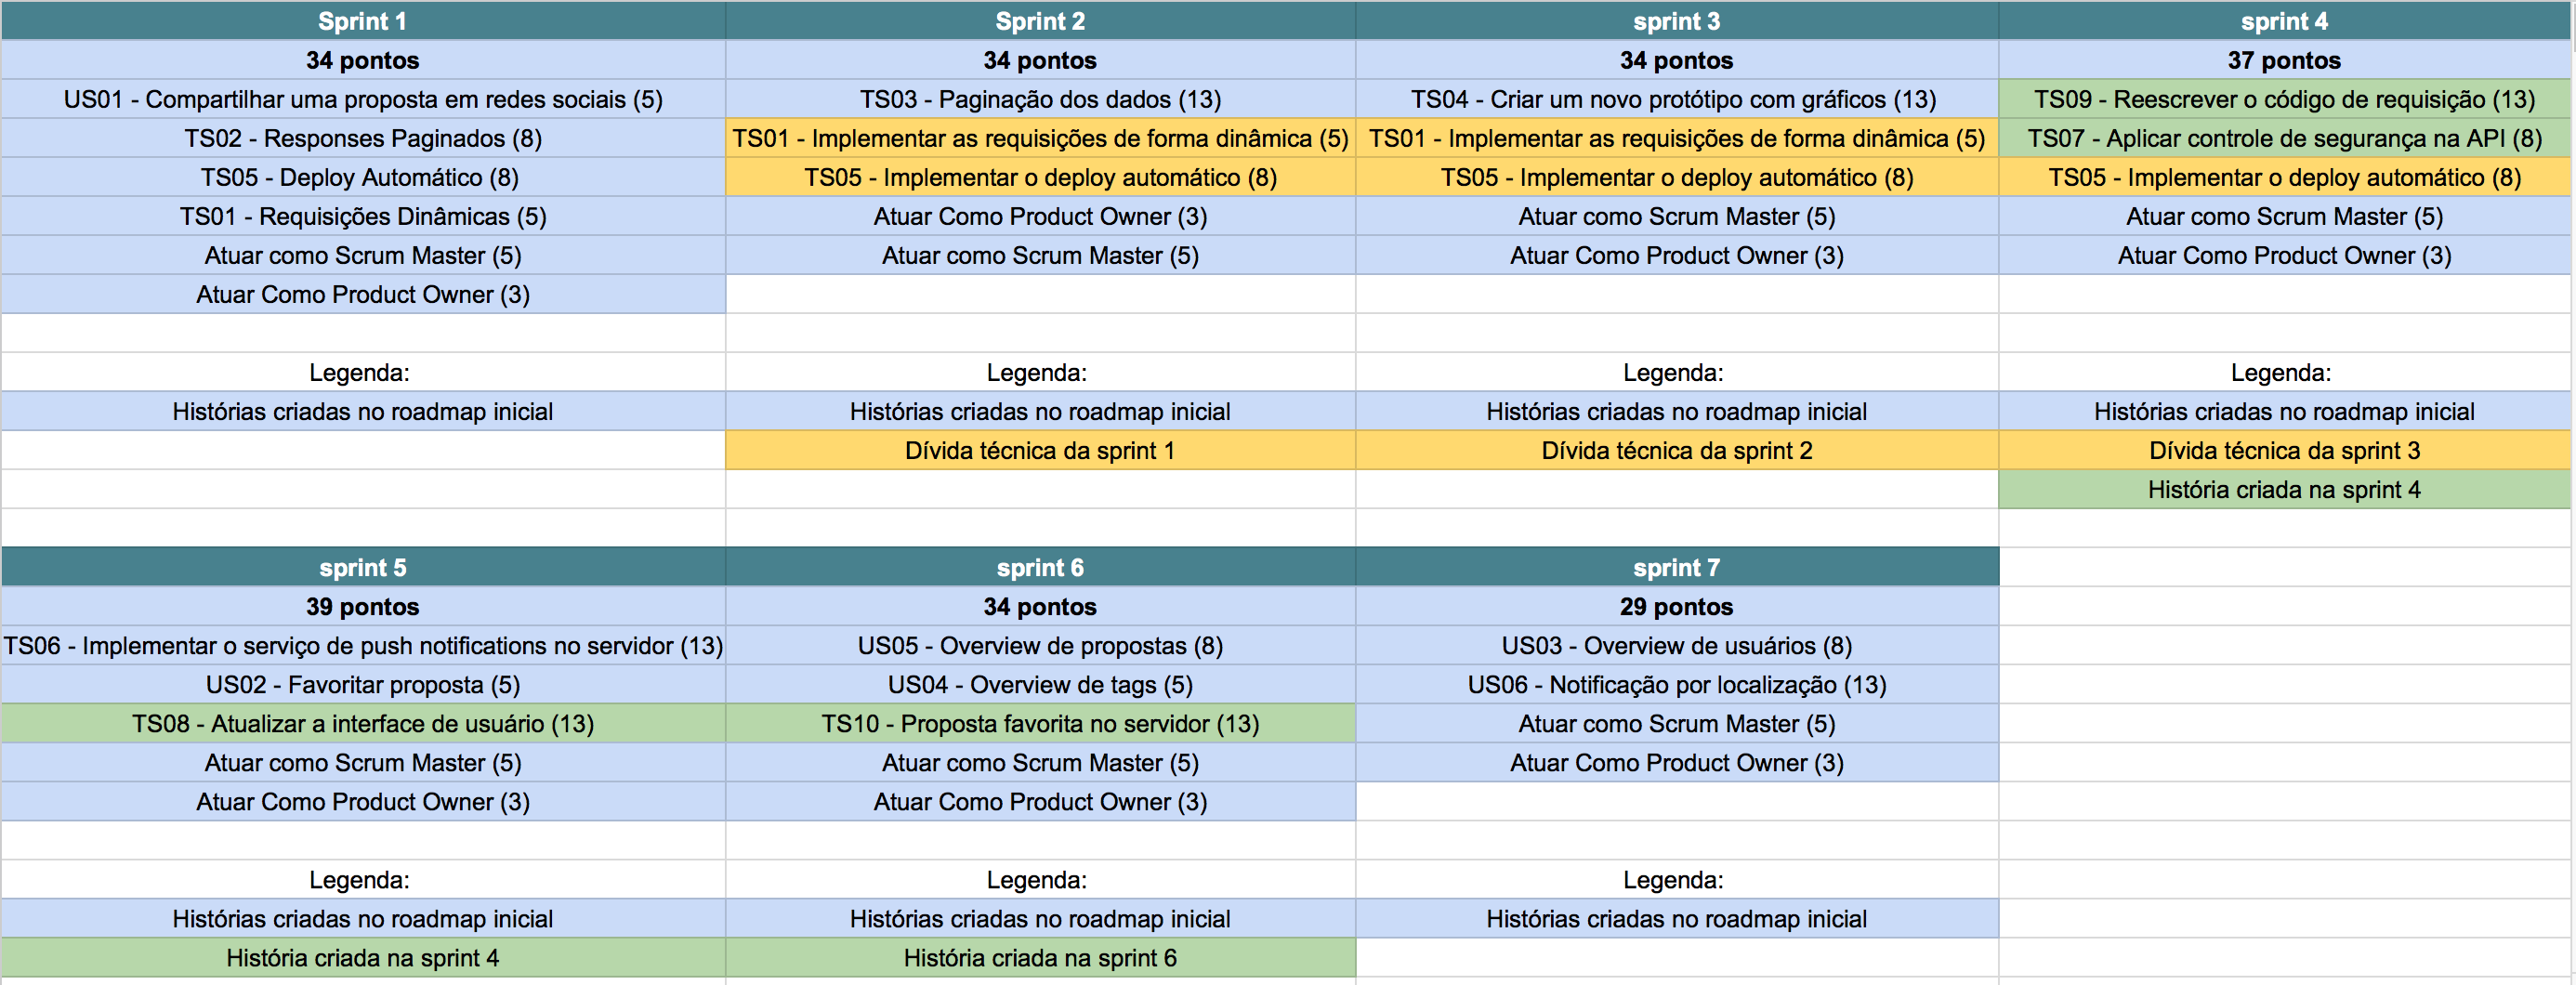 Sprint 1
Sprint 2
sprint 3
sprint 4
34 pontos
34 pontos
34 pontos
37 pontos
US01 - Compartilhar uma proposta em redes sociais (5)
TS03 - Paginação dos dados (13)
TS04 - Criar um novo protótipo com gráficos (13)
TS09 - Reescrever o código de requisição (13)
TS02 - Responses Paginados (8)
TS01 - Implementar as requisições de forma dinâmica (5)
TS01 - Implementar as requisições de forma dinâmica (5)
TS07 - Aplicar controle de segurança na API (8)
TS05 - Deploy Automático (8)
TS05 - Implementar o deploy automático (8)
TS05 - Implementar o deploy automático (8)
TS05 - Implementar o deploy automático (8)
TS01 - Requisições Dinâmicas (5)
Atuar Como Product Owner (3)
Atuar como Scrum Master (5)
Atuar como Scrum Master (5)
Atuar como Scrum Master (5)
Atuar como Scrum Master (5)
Atuar Como Product Owner (3)
Atuar Como Product Owner (3)
Atuar Como Product Owner (3)
Legenda:
Legenda:
Legenda:
Legenda:
Histórias criadas no roadmap inicial
Histórias criadas no roadmap inicial
Histórias criadas no roadmap inicial
Histórias criadas no roadmap inicial
Dívida técnica da sprint 1
Dívida técnica da sprint 2
Dívida técnica da sprint 3
História criada na sprint 4
sprint 5
sprint 6
sprint 7
39 pontos
34 pontos
29 pontos
TS06 - Implementar o serviço de push notifications no servidor (13)
US05 - Overview de propostas (8)
US03 - Overview de usuários (8)
US02 - Favoritar proposta (5)
US04 - Overview de tags (5)
US06 - Notificação por localização (13)
TS08 - Atualizar a interface de usuário (13)
TS10 - Proposta favorita no servidor (13)
Atuar como Scrum Master (5)
Atuar como Scrum Master (5)
Atuar como Scrum Master (5)
Atuar Como Product Owner (3)
Atuar Como Product Owner (3)
Atuar Como Product Owner (3)
Legenda:
Legenda:
Legenda:
Histórias criadas no roadmap inicial
Histórias criadas no roadmap inicial
Histórias criadas no roadmap inicial
História criada na sprint 4
História criada na sprint 6